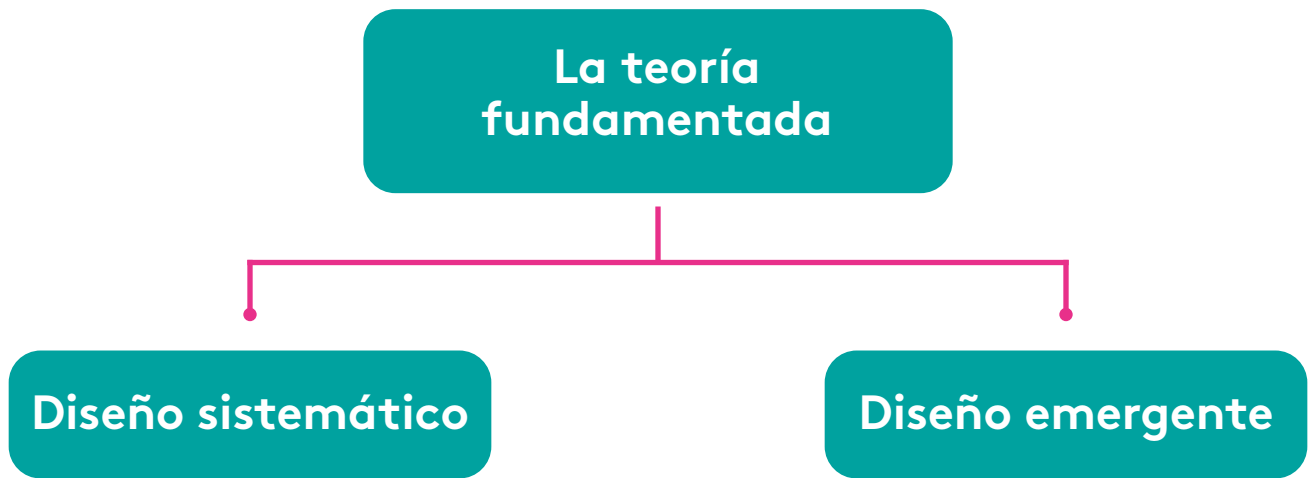 La teoría
fundamentada
Diseño sistemático
Diseño emergente